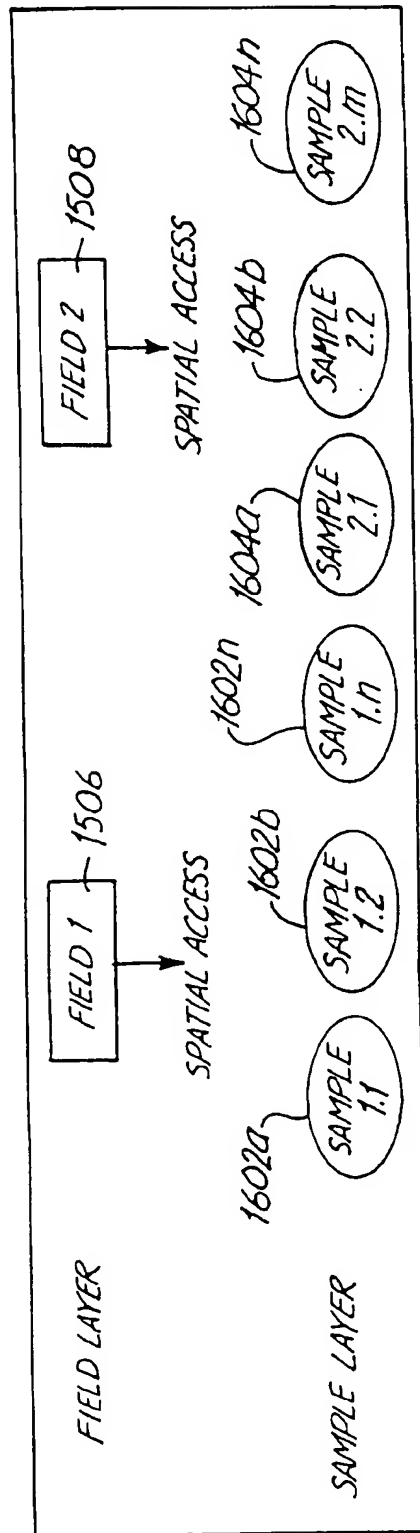 FIELD LAYER
FIELD 1
1506
FIELD 2
1508
SPATIAL ACCESS
SPATIAL ACCESS
1602a
1602b
1602n
1604a
1604b
1604n
SAMPLE LAYER
SAMPLE
1.1
SAMPLE
1.2
SAMPLE
1.n
SAMPLE
2.1
SAMPLE
2.2
SAMPLE
2.m